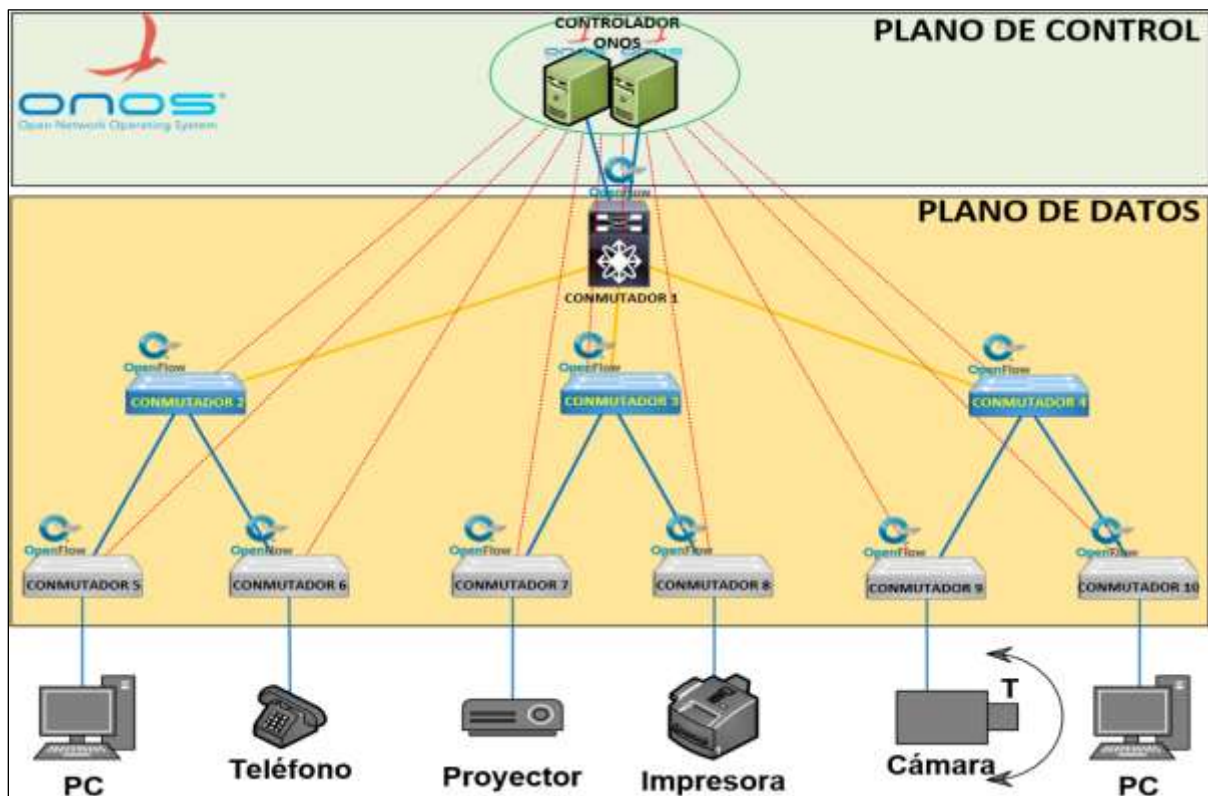 CONTROLADOR
ONOS
PLANO DE CONTROL
onos
Open Network Operating System
OpenFlow
PLANO DE DATOS
CONMUTADOR 1
OpenFlow
OpenFlow
OpenFlow
CONMUTADOR 2
CONMUTADOR 3
CONMUTADOR 4
OpenFlow
OpenFlow
OpenFlow
OpenFlow
OpenFlow
OpenFlow
CONMUTADOR 5
CONMUTADOR 6
CONMUTADOR 7
CONMUTADOR 8
CONMUTADOR 9
CONMUTADOR 10
T
PC
Teléfono
Proyector
Impresora
Cámara
PC